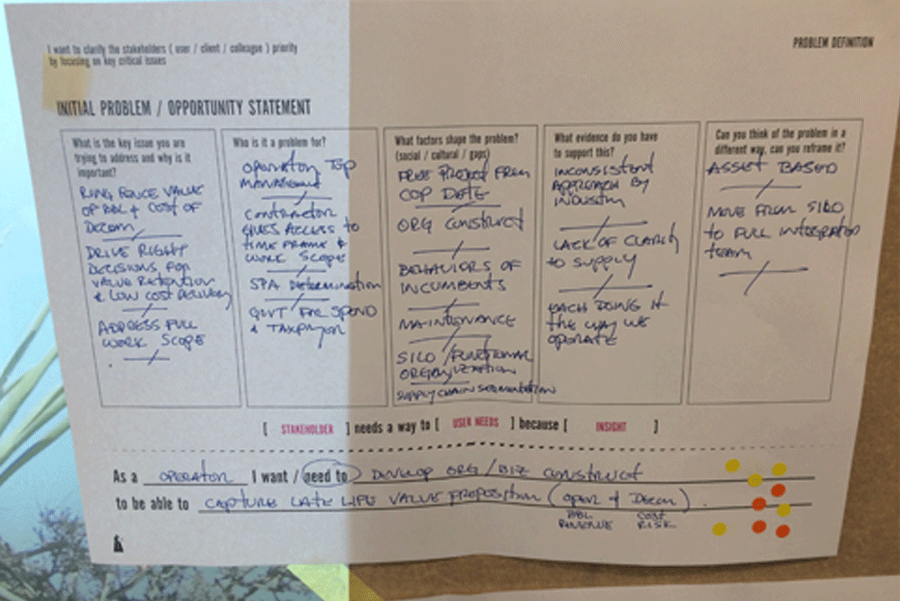 I want to clarify the stakeholders ( user / client / colleague ) priority
by focusing on key critical issues
PROBLEM DEFINITION
INITIAL PROBLEM / OPPORTUNITY STATEMENT
What is the key issue you are
trying to address and why is it
important?
RING FENCE VALUE
OF BBL & COST OF
DECOM
DRIVE RIGHT
DECISIONS FOR
VALUE RETENTION
& LOW COST DELIVERY
ADDRESS FULL
WORK SCOPE
Who is it a problem for?
OPERATOR TOP
MANAGEMENT
CONTRACTOR
GIVES ACCESS TO
TIME FRAME &
WORK SCOPE
SPA DETERMINATION
GOVT FOR SPEND
& TAXPAYER
What factors shape the problem?
(social / cultural / gaps)
FREE PROJECT FROM
COP DATE
ORG CONSTRUCT
BEHAVIORS OF
INCUMBENTS
MAINTENANCE
SILO / FUNCTIONAL
ORGANIZATION
SUPPLY CHAIN SEGMENTATION
What evidence do you have
to support this?
INCONSISTENT
APPROACH BY
INDUSTRY
LACK OF CLARITY
TO SUPPLY
EACH DOING IT
THE WAY WE
OPERATE
Can you think of the problem in a
different way, can you reframe it?
ASSET BASED
MOVE FROM SILO
TO FULL INTEGRATED
TEAM
[ STAKEHOLDER ] needs a way to [ USER NEEDS ] because [ INSIGHT ]
As a OPERATOR I want / need to DEVELOP ORG / BIZ CONSTRUCT
to be able to CAPTURE LATE LIFE VALUE PROPOSITION (OPER & DECOM).
BBL COST
REVENUE RISK